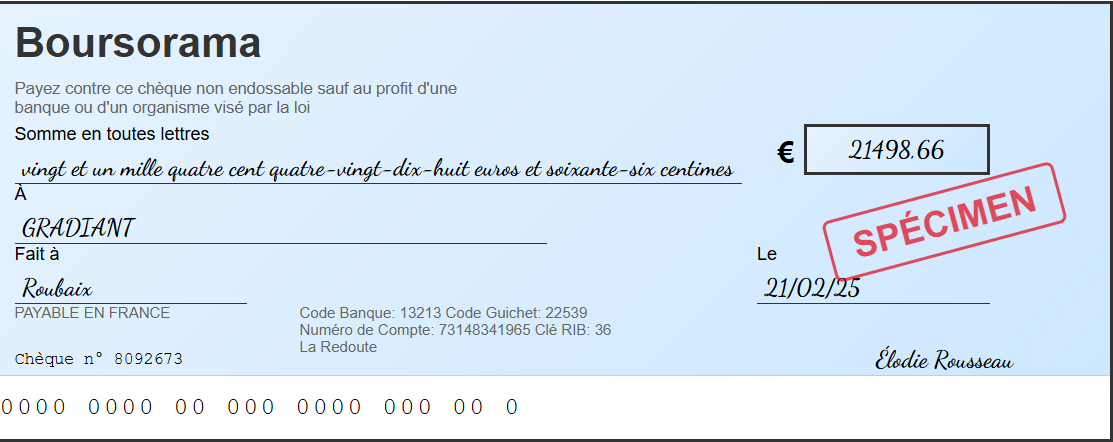 Boursorama
Payez contre ce chèque non endossable sauf au profit d'une
banque ou d'un organisme visé par la loi
Somme en toutes lettres
vingt et un mille quatre cent quatre-vingt-dix-huit euros et soixante-six centimes
€ 21498.66
À
GRADIANT
SPÉCIMEN
Fait à
Le
Roubaix
21/02/25
PAYABLE EN FRANCE
Code Banque: 13213 Code Guichet: 22539
Numéro de Compte: 73148341965 Clé RIB: 36
La Redoute
Chèque n° 8092673
Élodie Rousseau
0000 0000 00 000 0000 000 00 0